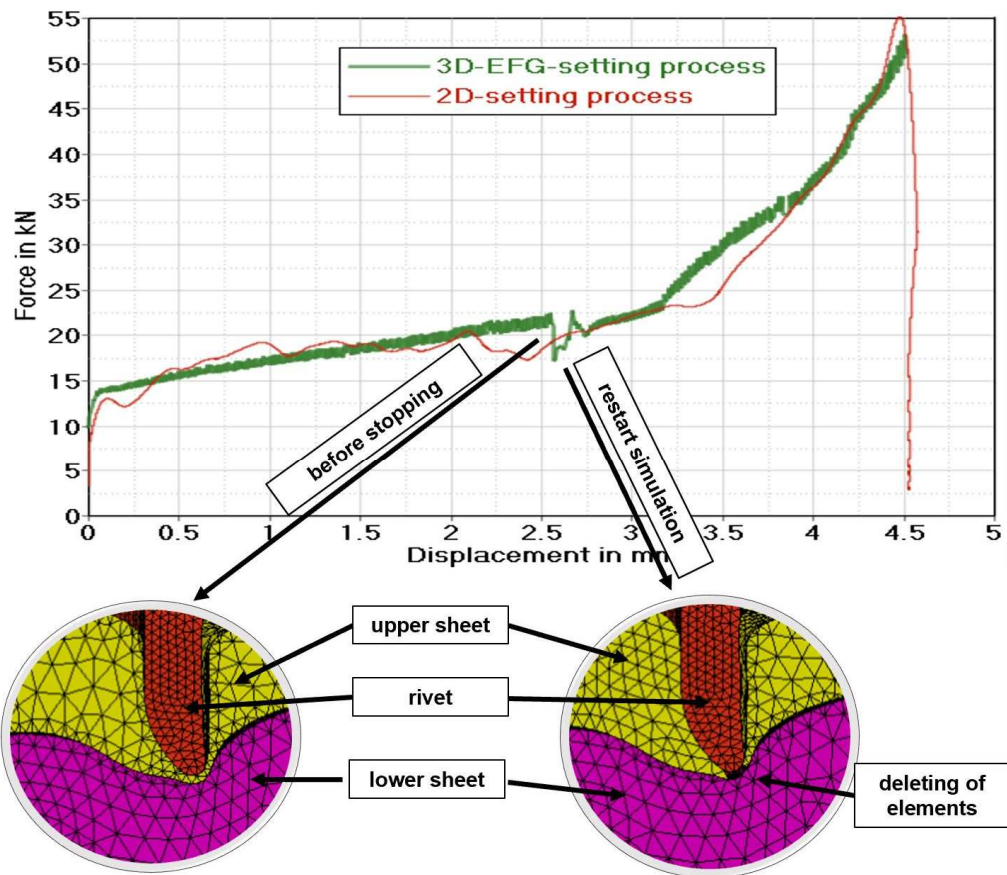 55
50
45
40
35
30
25
20
15
10
5
0
Force in kN
3D-EFG-setting process
2D-setting process
before stopping
restart simulation
0 0.5 1 1.5 2 2.5 3 3.5 4 4.5 5
Displacement in mm
upper sheet
rivet
lower sheet
deleting of
elements